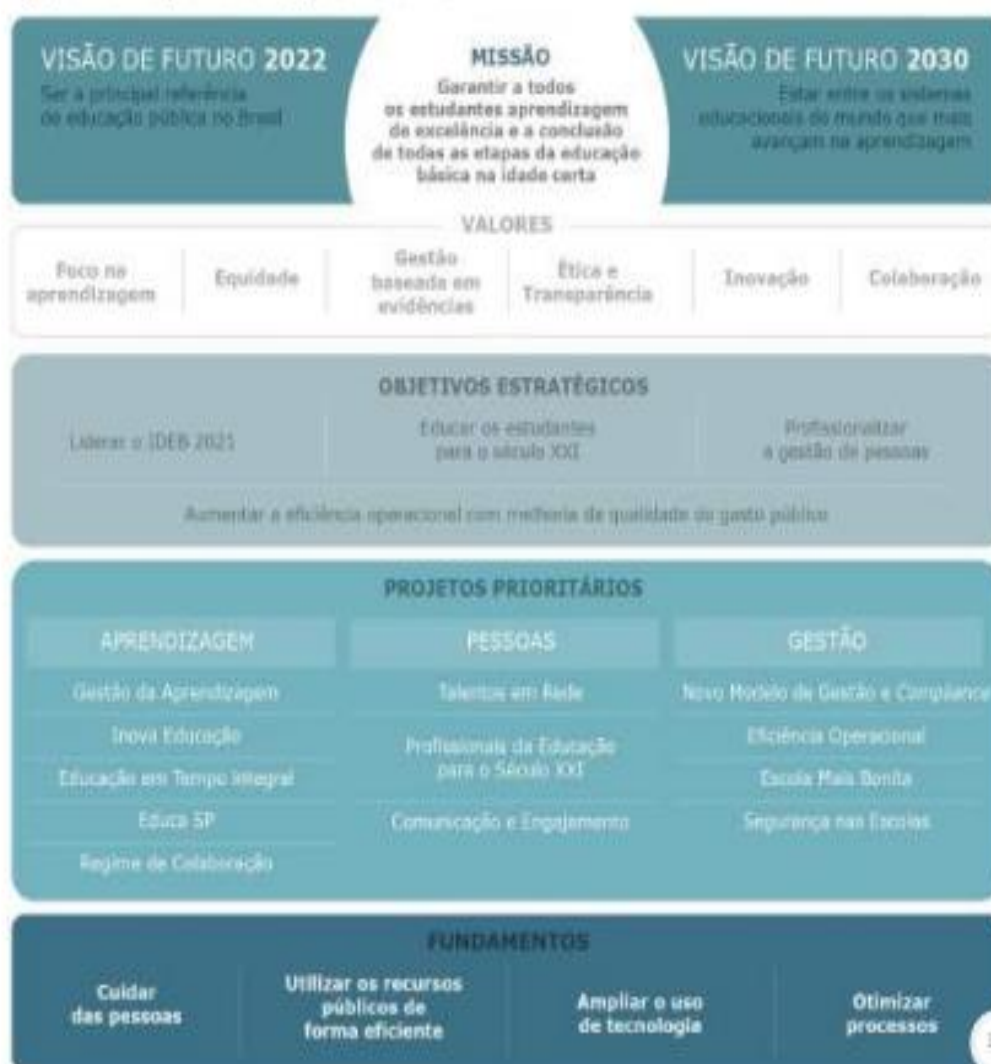 VISÃO DE FUTURO 2022
Ser a principal referência
de educação pública no Brasil
MISSÃO
Garantir a todos
os estudantes aprendizagem
de excelência e a conclusão
de todas as etapas da educação
básica na idade certa
VISÃO DE FUTURO 2030
Estar entre os sistemas
educacionais do mundo que mais
avançam na aprendizagem
VALORES
Foco na
aprendizagem
Equidade
Gestão
baseada em
evidências
Ética e
Transparência
Inovação
Colaboração
OBJETIVOS ESTRATÉGICOS
Liderar o IDEB 2021
Educar os estudantes
para o século XXI
Profissionalizar
a gestão de pessoas
Aumentar a eficiência operacional com melhoria da qualidade do gasto público
PROJETOS PRIORITÁRIOS
APRENDIZAGEM
Gestão da Aprendizagem
Inova Educação
Educação em Tempo Integral
Educa SP
Regime de Colaboração
PESSOAS
Talentos em Rede
Profissionais da Educação
para o Século XXI
Comunicação e Engajamento
GESTÃO
Novo Modelo de Gestão e Compliance
Eficiência Operacional
Escola Mais Bonita
Segurança nas Escolas
FUNDAMENTOS
Cuidar
das pessoas
Utilizar os recursos
públicos de
forma eficiente
Ampliar o uso
de tecnologia
Otimizar
processos